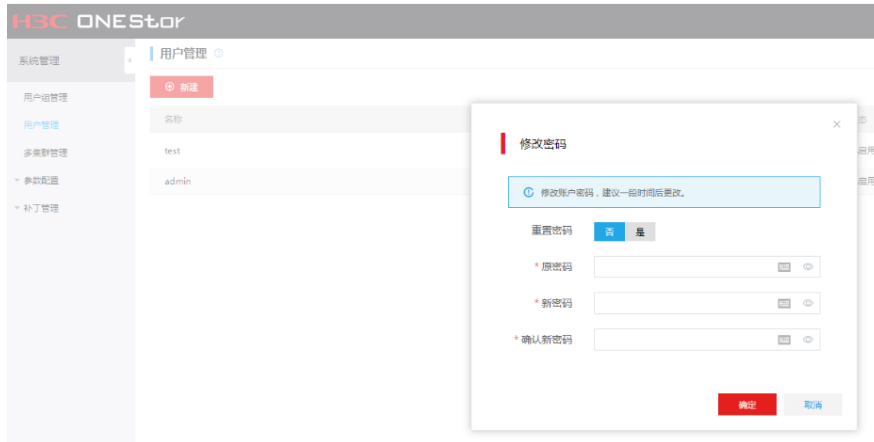 H3C ONEStor
系统管理
用户管理
新建
用户组管理
用户管理
多集群管理
参数配置
补丁管理
名称
test
admin
态
启用
启用
修改密码
修改账户密码，建议一段时间后更改。
重置密码 否 是
* 原密码
* 新密码
* 确认新密码
确定 取消